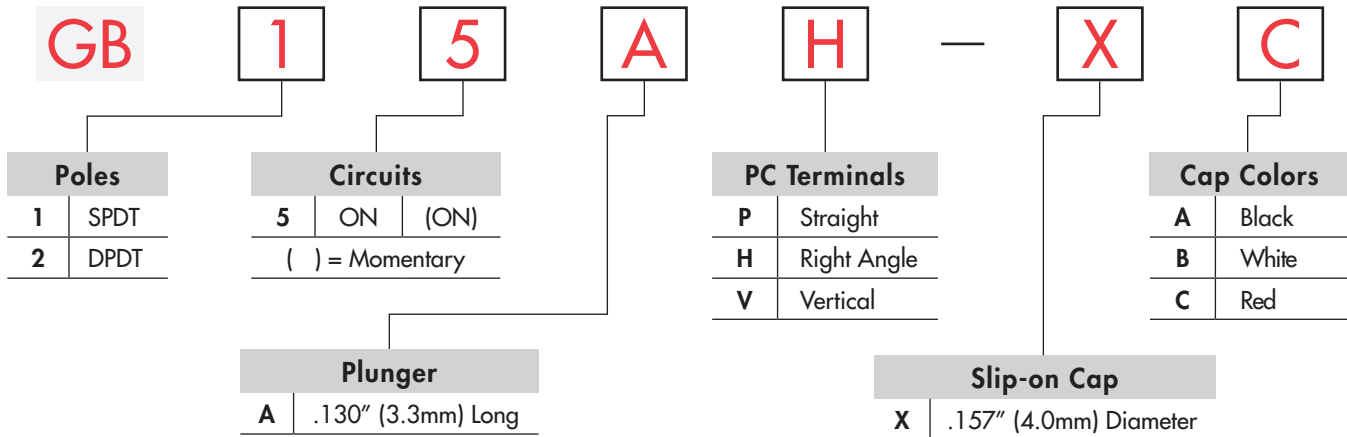 GB 1 5 A H — X C
Poles
1 SPDT
2 DPDT
Circuits
5 ON (ON)
( ) = Momentary
PC Terminals
P Straight
H Right Angle
V Vertical
Cap Colors
A Black
B White
C Red
Plunger
A .130” (3.3mm) Long
Slip-on Cap
X .157” (4.0mm) Diameter